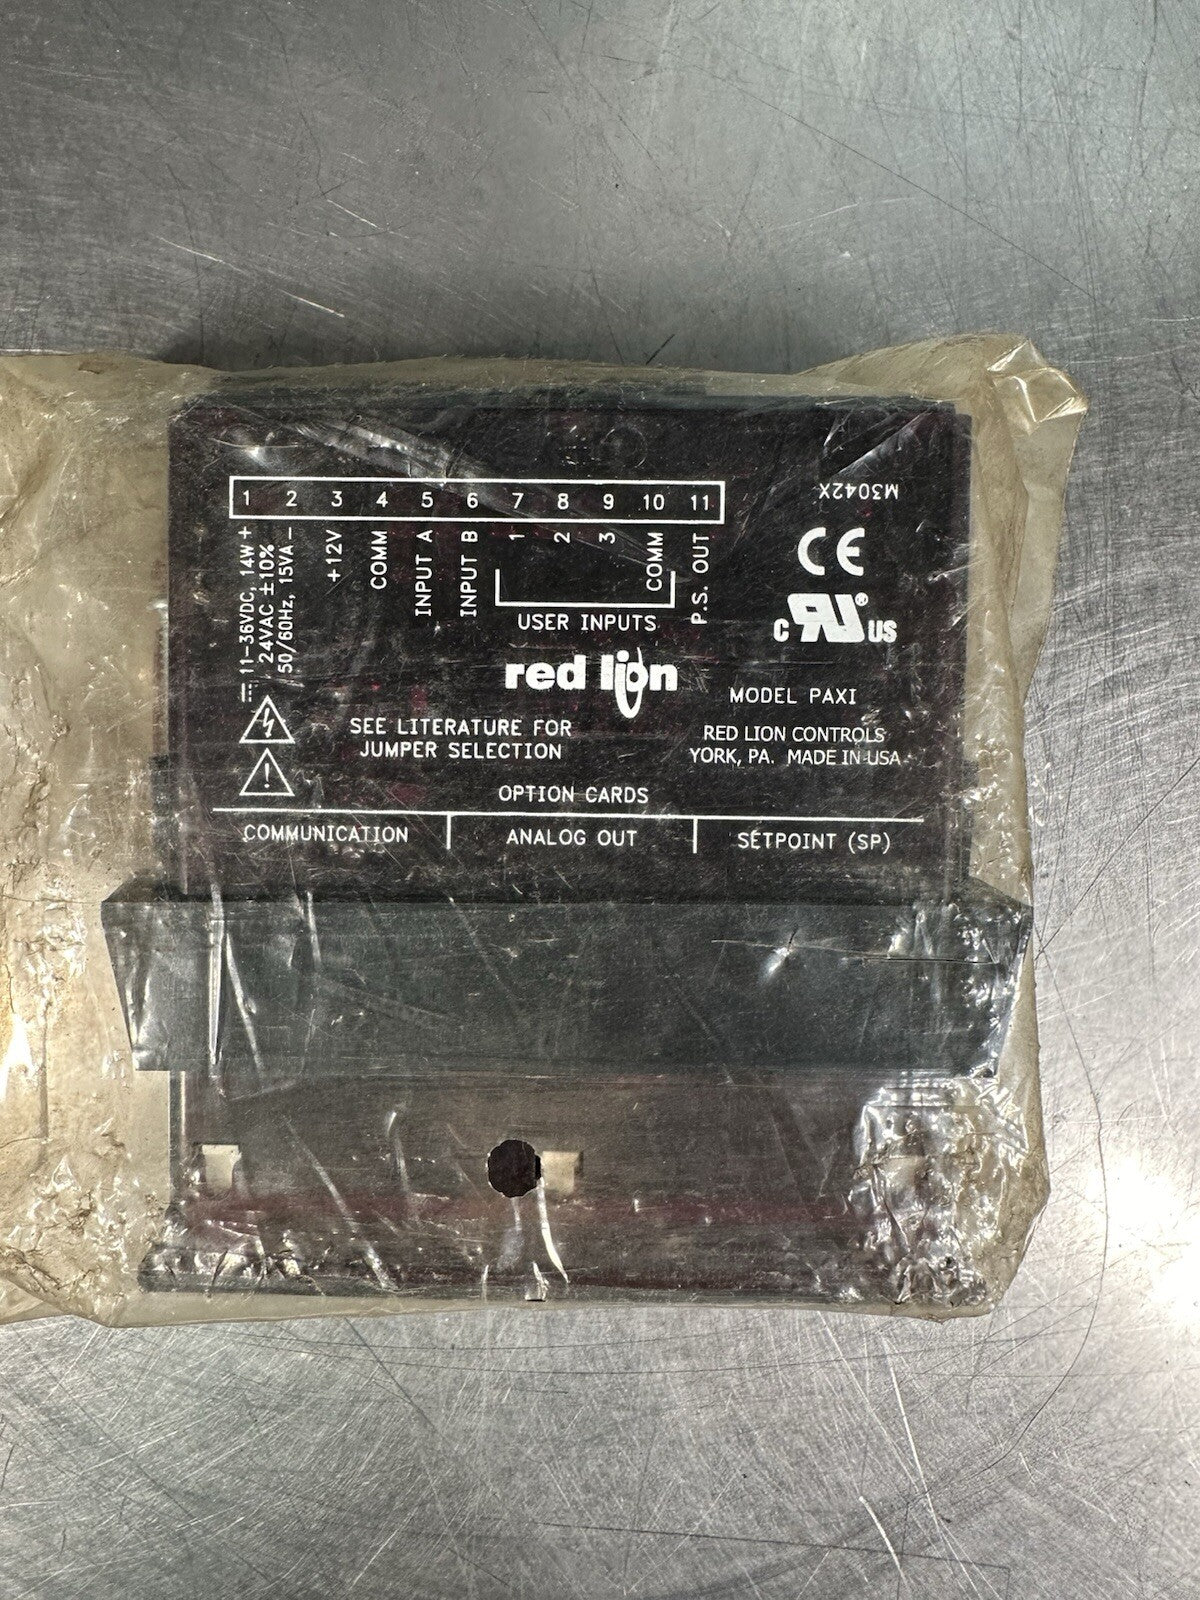 1 2 3 4 5 6 7 8 9 10 11
11-36VDC, 14W +
24VAC ±10%
50/60Hz, 15VA −
+12V
COMM
INPUT A
INPUT B
1
2
3
COMM
P.S. OUT
USER INPUTS
M3042X
CE
C RU® US
red lion
MODEL PAXI
SEE LITERATURE FOR
JUMPER SELECTION
RED LION CONTROLS
YORK, PA. MADE IN USA
OPTION CARDS
COMMUNICATION
ANALOG OUT
SETPOINT (SP)